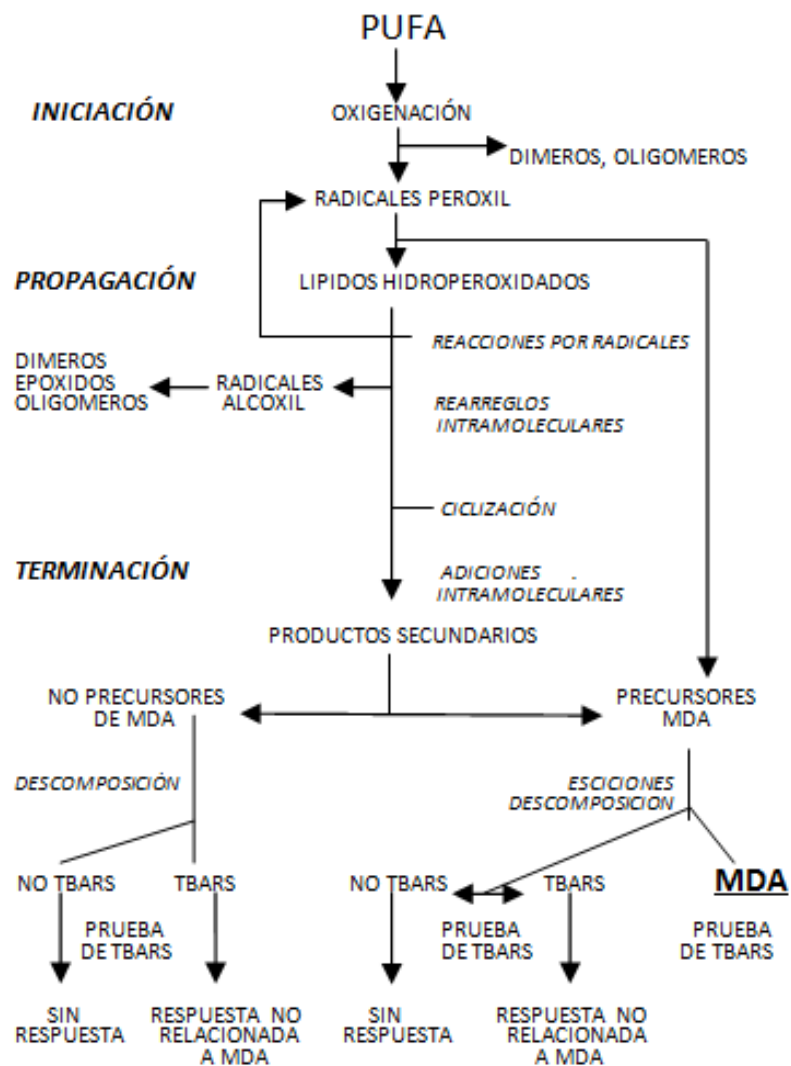 PUFA
INICIACIÓN
OXIGENACIÓN
DIMEROS, OLIGOMEROS
RADICALES PEROXIL
PROPAGACIÓN
LIPIDOS HIDROPEROXIDADOS
REACCIONES POR RADICALES
DIMEROS
EPOXIDOS
OLIGOMEROS
RADICALES
ALCOXIL
REARREGLOS
INTRAMOLECULARES
CICLIZACIÓN
TERMINACIÓN
ADICIONES .
INTRAMOLECULARES
PRODUCTOS SECUNDARIOS
NO PRECURSORES
DE MDA
PRECURSORES
MDA
DESCOMPOSICIÓN
ESCICIONES
DESCOMPOSICION
NO TBARS
TBARS
NO TBARS
TBARS
MDA
PRUEBA
DE TBARS
PRUEBA
DE TBARS
PRUEBA
DE TBARS
SIN
RESPUESTA
RESPUESTA NO
RELACIONADA
A MDA
SIN
RESPUESTA
RESPUESTA NO
RELACIONADA
A MDA